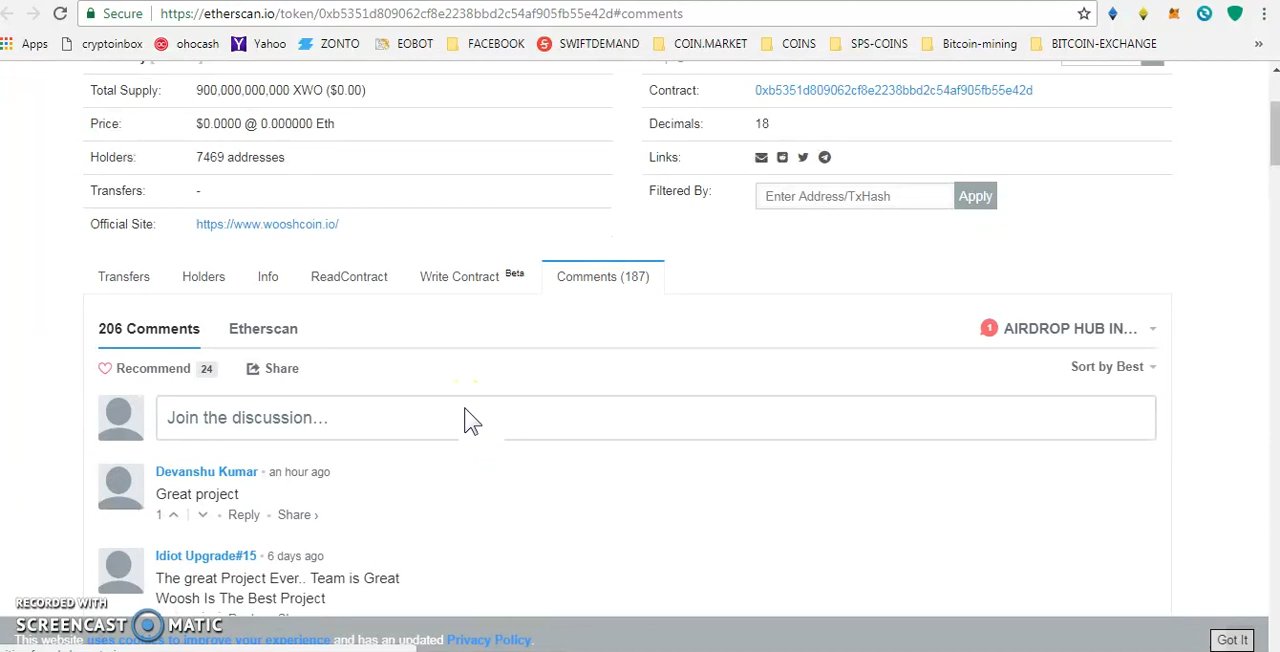 Secure https://etherscan.io/token/0xb5351d809062cf8e2238bbd2c54af905fb55e42d#comments
Apps cryptoinbox ohocash Yahoo ZONTO EOBOT FACEBOOK SWIFTDEMAND COIN.MARKET COINS SPS-COINS Bitcoin-mining BITCOIN-EXCHANGE »
Total Supply: 900,000,000,000 XWO ($0.00)
Contract: 0xb5351d809062cf8e2238bbd2c54af905fb55e42d
Price: $0.0000 @ 0.000000 Eth
Decimals: 18
Holders: 7469 addresses
Links:
Transfers: -
Filtered By: Enter Address/TxHash Apply
Official Site: https://www.wooshcoin.io/
Transfers Holders Info ReadContract Write Contract Beta Comments (187)
206 Comments Etherscan 1 AIRDROP HUB IN...
Recommend 24 Share Sort by Best
Join the discussion...
Devanshu Kumar • an hour ago
Great project
1 Reply • Share ›
Idiot Upgrade#15 • 6 days ago
The great Project Ever.. Team is Great
Woosh Is The Best Project
RECORDED WITH
SCREENCAST MATIC
This website uses cookies to improve your experience and has an updated Privacy Policy. Got It